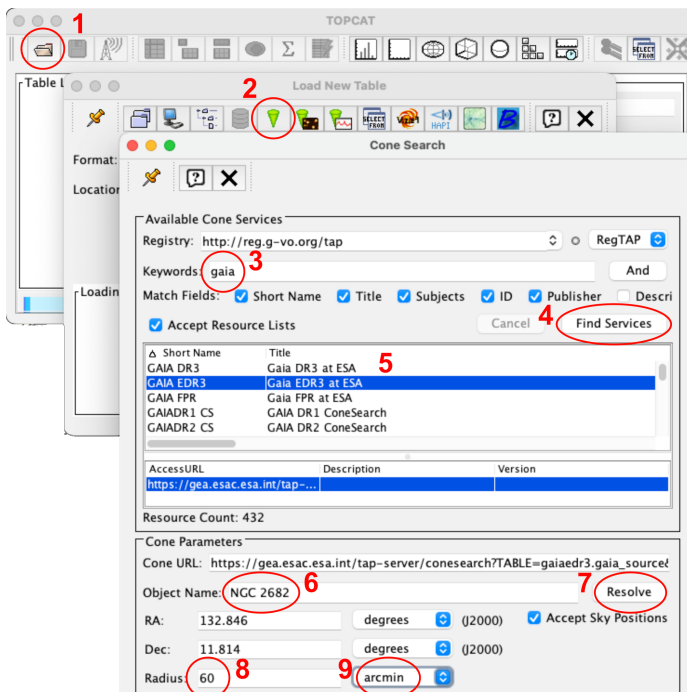 TOPCAT
1
SELECT FROM
Table L
Load New Table
2
SELECT FROM
HAPI
B
?
Format:
Location
Loadin
Cone Search
?
Available Cone Services
Registry: http://reg.g-vo.org/tap RegTAP
3
Keywords: gaia And
Match Fields: Short Name Title Subjects ID Publisher Descri
Accept Resource Lists Cancel 4 Find Services
Short Name Title
5
GAIA DR3 Gaia DR3 at ESA
GAIA EDR3 Gaia EDR3 at ESA
GAIA FPR Gaia FPR at ESA
GAIADR1 CS GAIA DR1 ConeSearch
GAIADR2 CS GAIA DR2 ConeSearch
AccessURL Description Version
https://gea.esac.esa.int/tap-...
Resource Count: 432
Cone Parameters
Cone URL: https://gea.esac.esa.int/tap-server/conesearch?TABLE=gaiaedr3.gaia_source&
6 7
Object Name: NGC 2682 Resolve
RA: 132.846 degrees (J2000) Accept Sky Positions
Dec: 11.814 degrees (J2000)
8 9
Radius: 60 arcmin